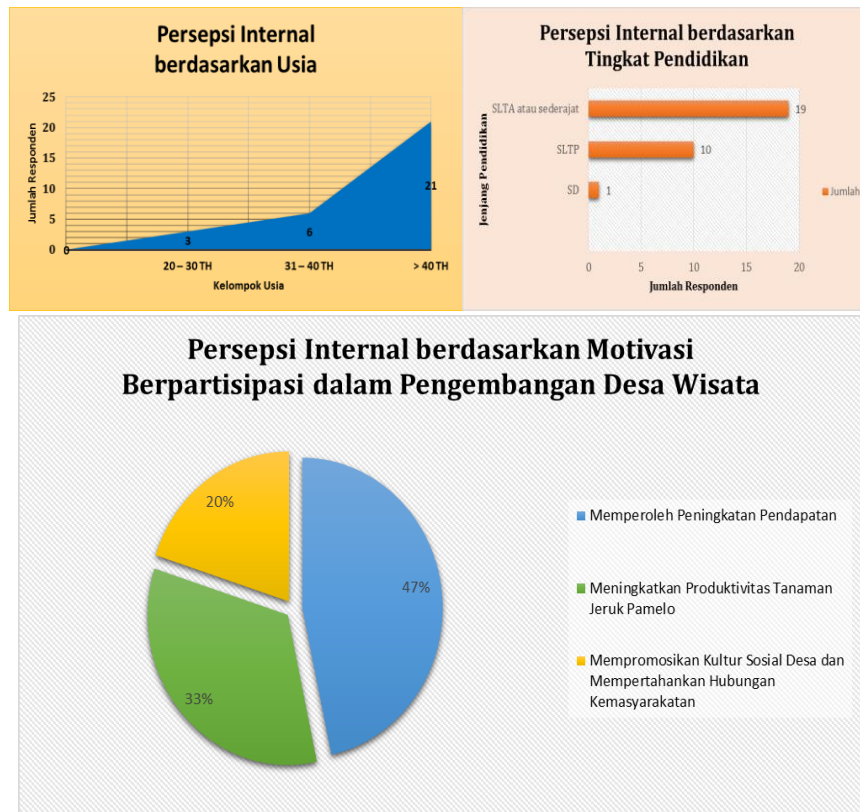 Persepsi Internal
berdasarkan Usia
Jumlah Responden
25
20
15
10
5
0
0
3
6
21
20 – 30 TH
31 – 40 TH
> 40 TH
Kelompok Usia
Persepsi Internal berdasarkan
Tingkat Pendidikan
Jenjang Pendidikan
SLTA atau sederajat
19
SLTP
10
SD
1
Jumlah
0
5
10
15
20
Jumlah Responden
Persepsi Internal berdasarkan Motivasi
Berpartisipasi dalam Pengembangan Desa Wisata
20%
47%
33%
Memperoleh Peningkatan Pendapatan
Meningkatkan Produktivitas Tanaman
Jeruk Pamelo
Mempromosikan Kultur Sosial Desa dan
Mempertahankan Hubungan
Kemasyarakatan